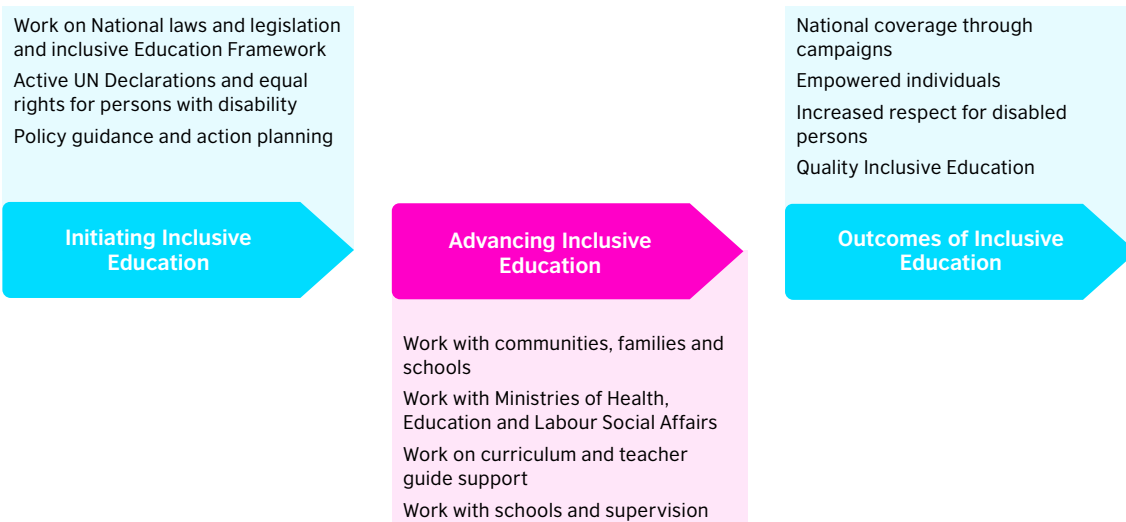 Work on National laws and legislation
and inclusive Education Framework
Active UN Declarations and equal
rights for persons with disability
Policy guidance and action planning
Initiating Inclusive
Education
Advancing Inclusive
Education
Work with communities, families and
schools
Work with Ministries of Health,
Education and Labour Social Affairs
Work on curriculum and teacher
guide support
Work with schools and supervision
National coverage through
campaigns
Empowered individuals
Increased respect for disabled
persons
Quality Inclusive Education
Outcomes of Inclusive
Education